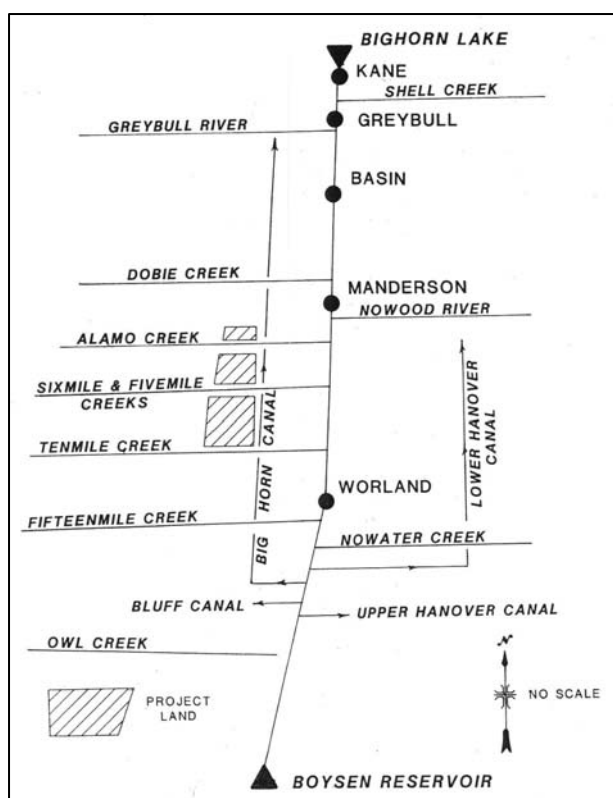 BIGHORN LAKE
KANE
SHELL CREEK
GREYBULL
GREYBULL RIVER
BASIN
DOBIE CREEK
MANDERSON
NOWOOD RIVER
ALAMO CREEK
SIXMILE & FIVEMILE
CREEKS
BIG HORN CANAL
LOWER HANOVER
CANAL
TENMILE CREEK
WORLAND
FIFTEENMILE CREEK
NOWATER CREEK
BLUFF CANAL
UPPER HANOVER CANAL
OWL CREEK
PROJECT
LAND
N
NO SCALE
BOYSEN RESERVOIR